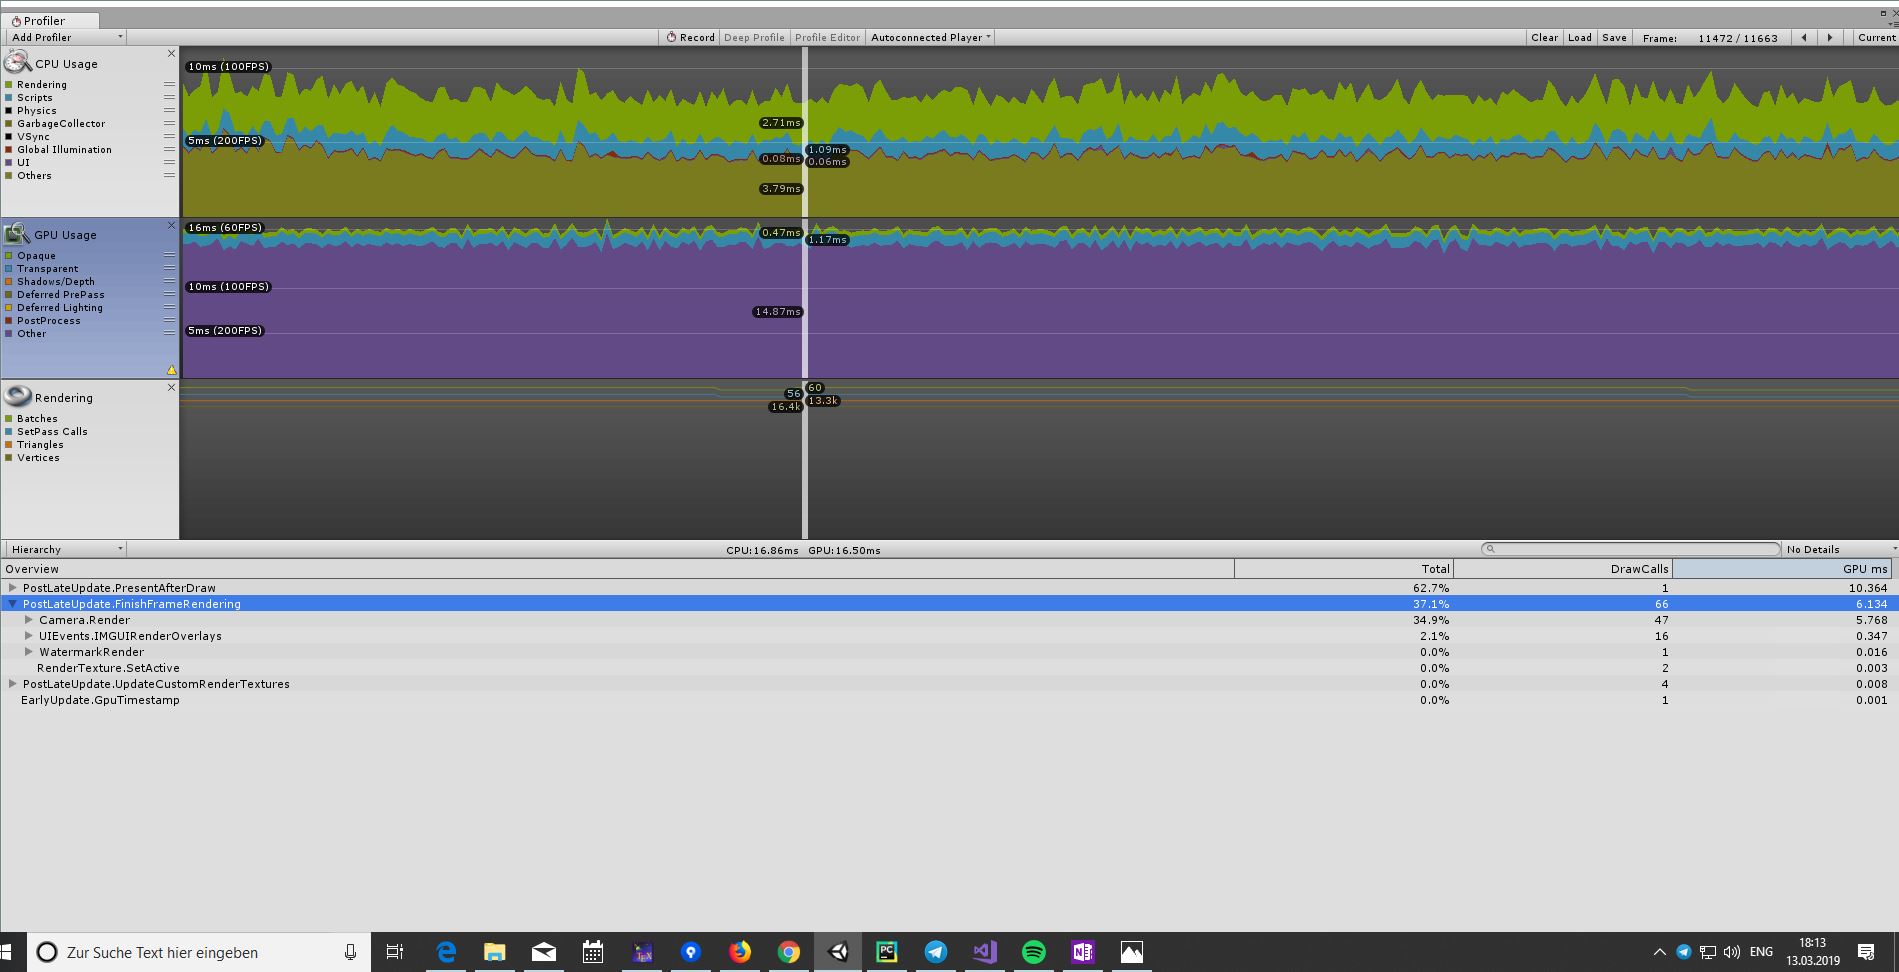 Profiler
Add Profiler Record Deep Profile Profile Editor Autoconnected Player Clear Load Save Frame: 11472 / 11663 Current
CPU Usage
Rendering
Scripts
Physics
GarbageCollector
VSync
Global Illumination
UI
Others
10ms (100FPS)
5ms (200FPS)
2.71ms
1.09ms
0.08ms
0.06ms
3.79ms
GPU Usage
Opaque
Transparent
Shadows/Depth
Deferred PrePass
Deferred Lighting
PostProcess
Other
16ms (60FPS)
10ms (100FPS)
5ms (200FPS)
0.47ms
1.17ms
14.87ms
Rendering
Batches
SetPass Calls
Triangles
Vertices
60
56
13.3k
16.4k
Hierarchy CPU:16.86ms GPU:16.50ms No Details
Overview Total DrawCalls GPU ms
PostLateUpdate.PresentAfterDraw 62.7% 1 10.364
PostLateUpdate.FinishFrameRendering 37.1% 66 6.134
Camera.Render 34.9% 47 5.768
UIEvents.IMGUIRenderOverlays 2.1% 16 0.347
WatermarkRender 0.0% 1 0.016
RenderTexture.SetActive 0.0% 2 0.003
PostLateUpdate.UpdateCustomRenderTextures 0.0% 4 0.008
EarlyUpdate.GpuTimestamp 0.0% 1 0.001
Zur Suche Text hier eingeben
ENG
18:13
13.03.2019